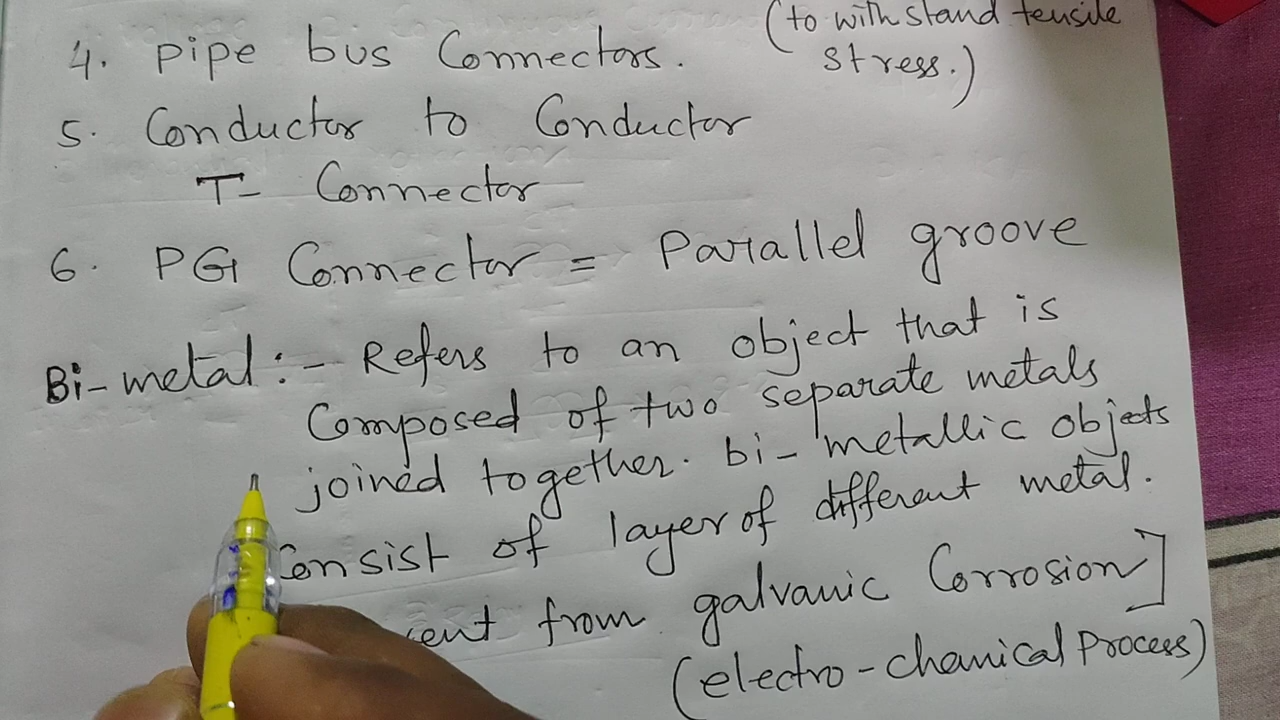 (to withstand tensile
stress.)
4. pipe bus Connectors.
5. Conductor to Conductor
T- Connector
6. PG Connector = Parallel groove
Bi-metal:- Refers to an object that is
Composed of two separate metals
joined together. bi-metallic objets
Consist of layer of different metal.
from galvanic Corrosion]
(electro-chemical Process)